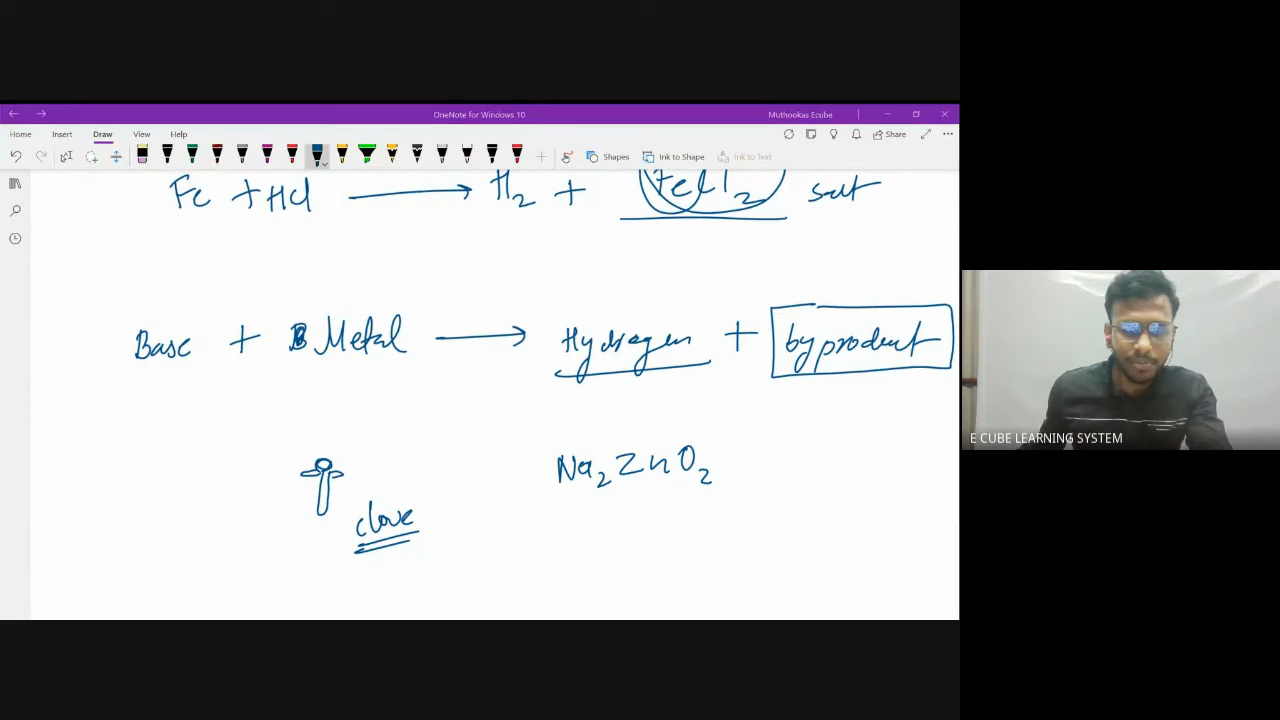 OneNote for Windows 10
Muthookas Ecube
Home Insert Draw View Help
Share
Shapes Ink to Shape Ink to Text
Fe + HCl ⟶ H2 + FeCl2 salt
Base + Metal ⟶ Hydrogen + byproduct
Na2ZnO2
clove
E CUBE LEARNING SYSTEM